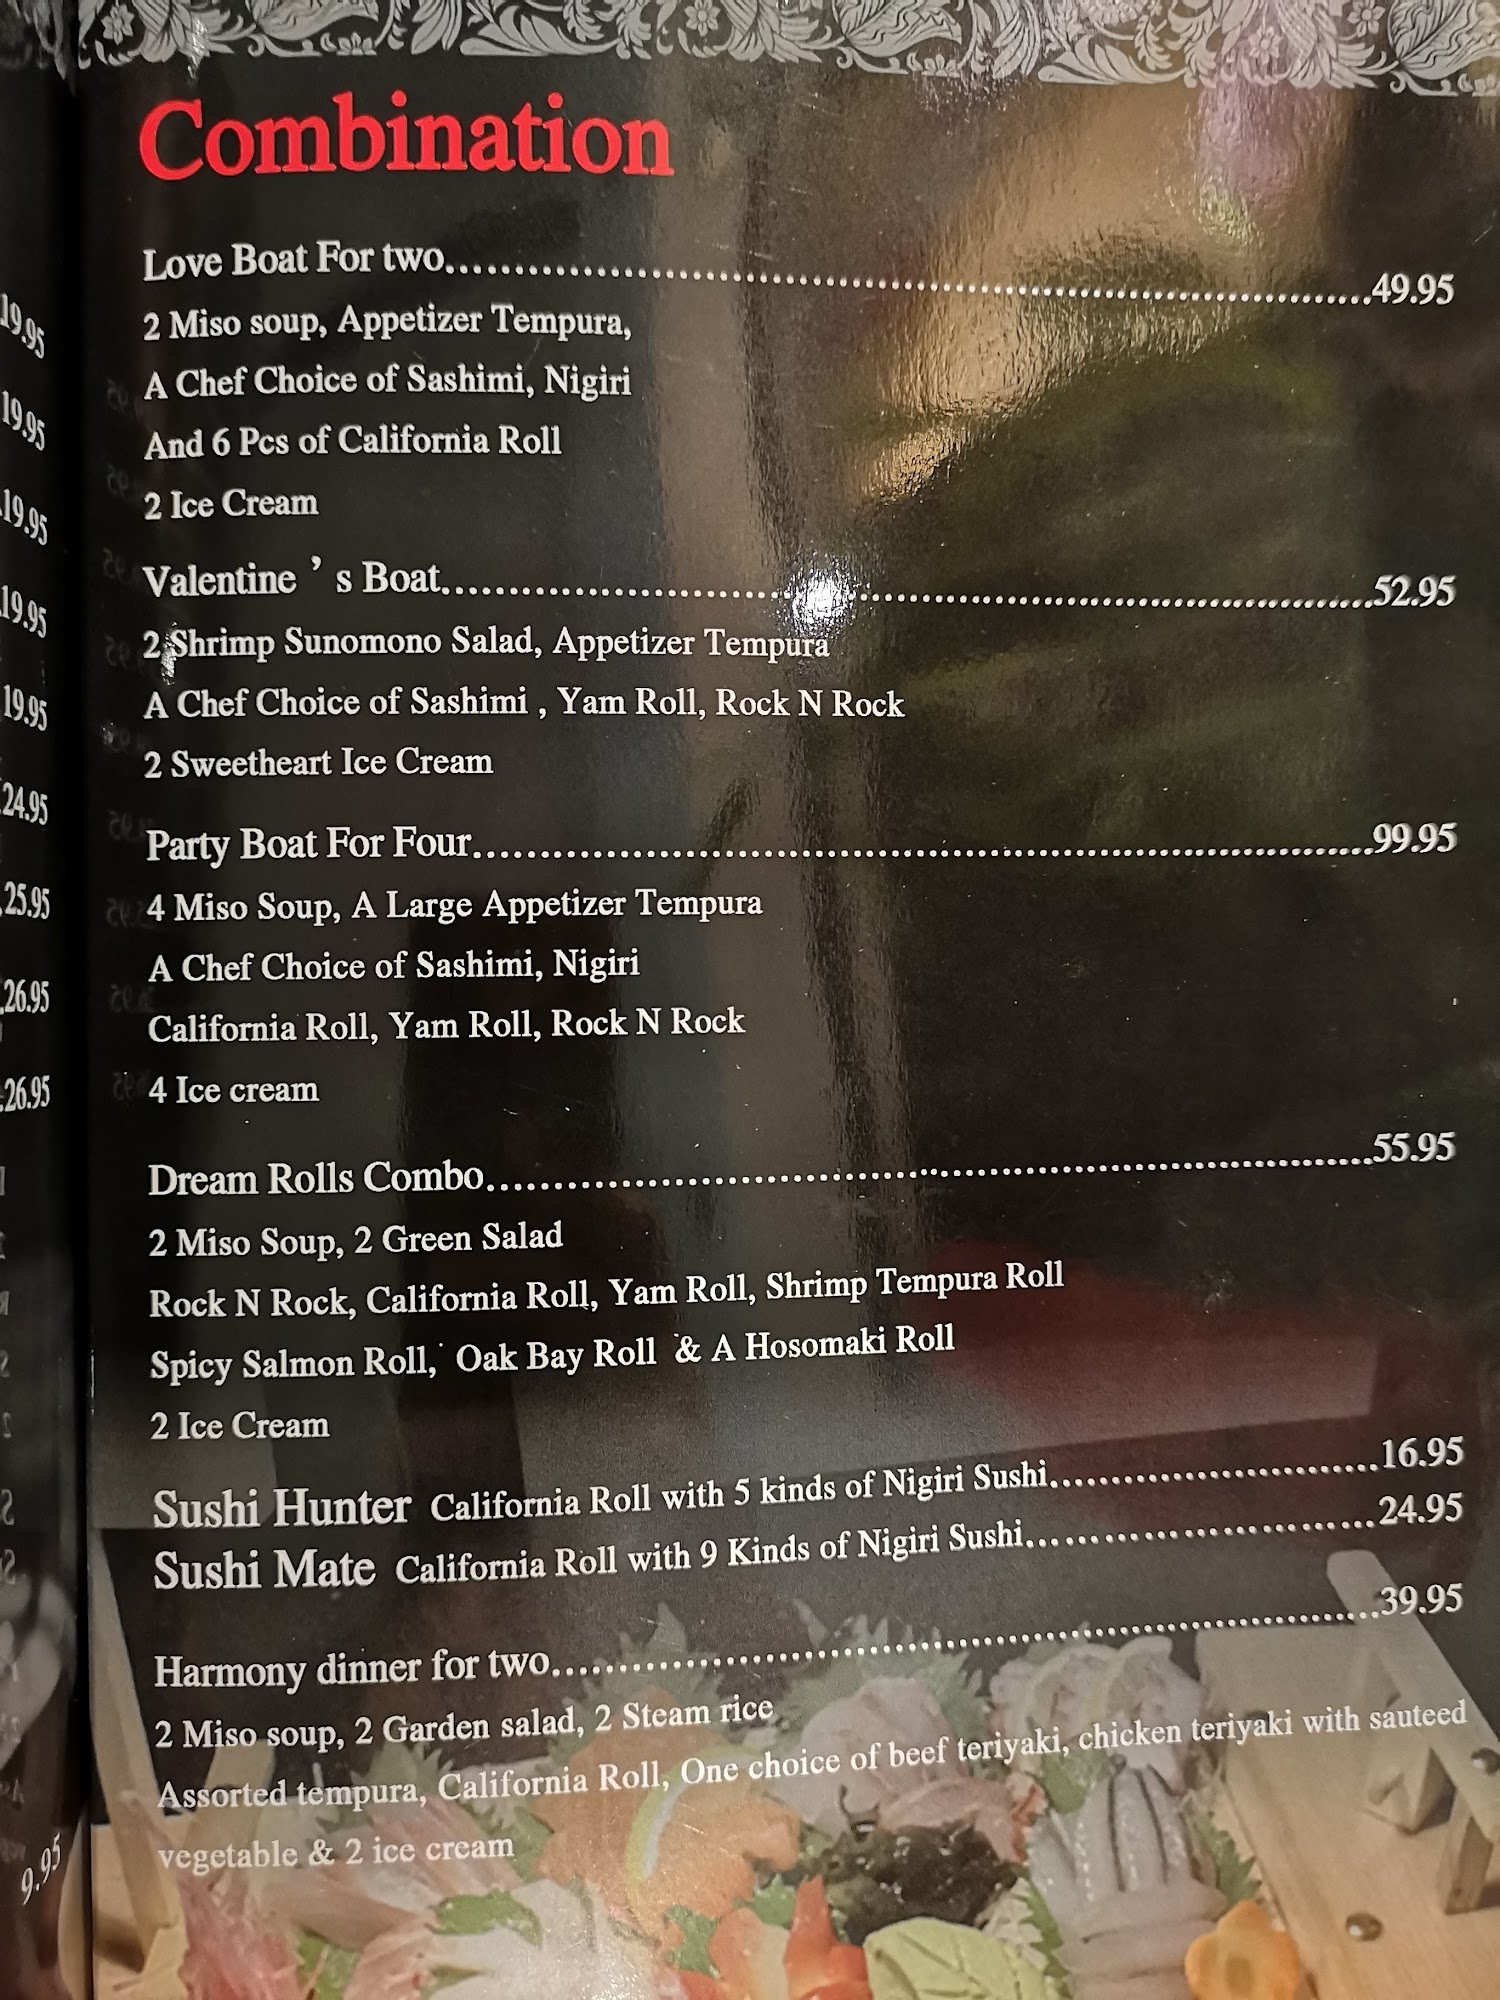 Combination
Love Boat For two..........49.95
2 Miso soup, Appetizer Tempura,
A Chef Choice of Sashimi, Nigiri
And 6 Pcs of California Roll
2 Ice Cream
Valentine ’ s Boat..........52.95
2 Shrimp Sunomono Salad, Appetizer Tempura
A Chef Choice of Sashimi , Yam Roll, Rock N Rock
2 Sweetheart Ice Cream
Party Boat For Four..........99.95
4 Miso Soup, A Large Appetizer Tempura
A Chef Choice of Sashimi, Nigiri
California Roll, Yam Roll, Rock N Rock
4 Ice cream
Dream Rolls Combo..........55.95
2 Miso Soup, 2 Green Salad
Rock N Rock, California Roll, Yam Roll, Shrimp Tempura Roll
Spicy Salmon Roll, Oak Bay Roll & A Hosomaki Roll
2 Ice Cream
Sushi Hunter California Roll with 5 kinds of Nigiri Sushi..........16.95
Sushi Mate California Roll with 9 Kinds of Nigiri Sushi..........24.95
Harmony dinner for two..........39.95
2 Miso soup, 2 Garden salad, 2 Steam rice
Assorted tempura, California Roll, One choice of beef teriyaki, chicken teriyaki with sauteed
vegetable & 2 ice cream
19.95
19.95
19.95
19.95
19.95
24.95
25.95
26.95
26.95
9.95